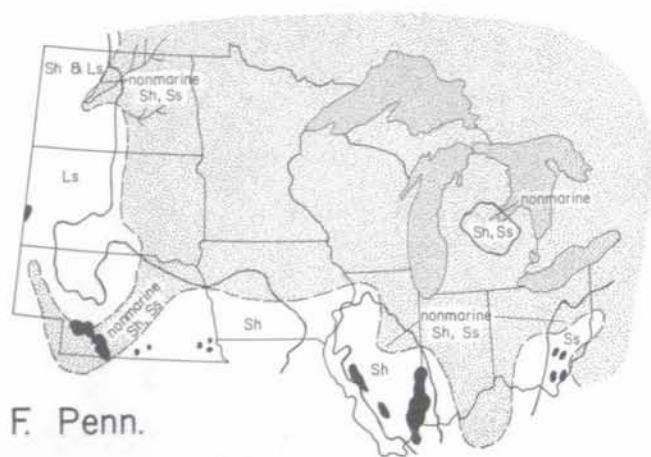 Sh & Ls
nonmarine
Sh, Ss
Ls
nonmarine
Sh, Ss
nonmarine
Sh, Ss
Sh
nonmarine
Sh, Ss
Sh
Ss
F. Penn.